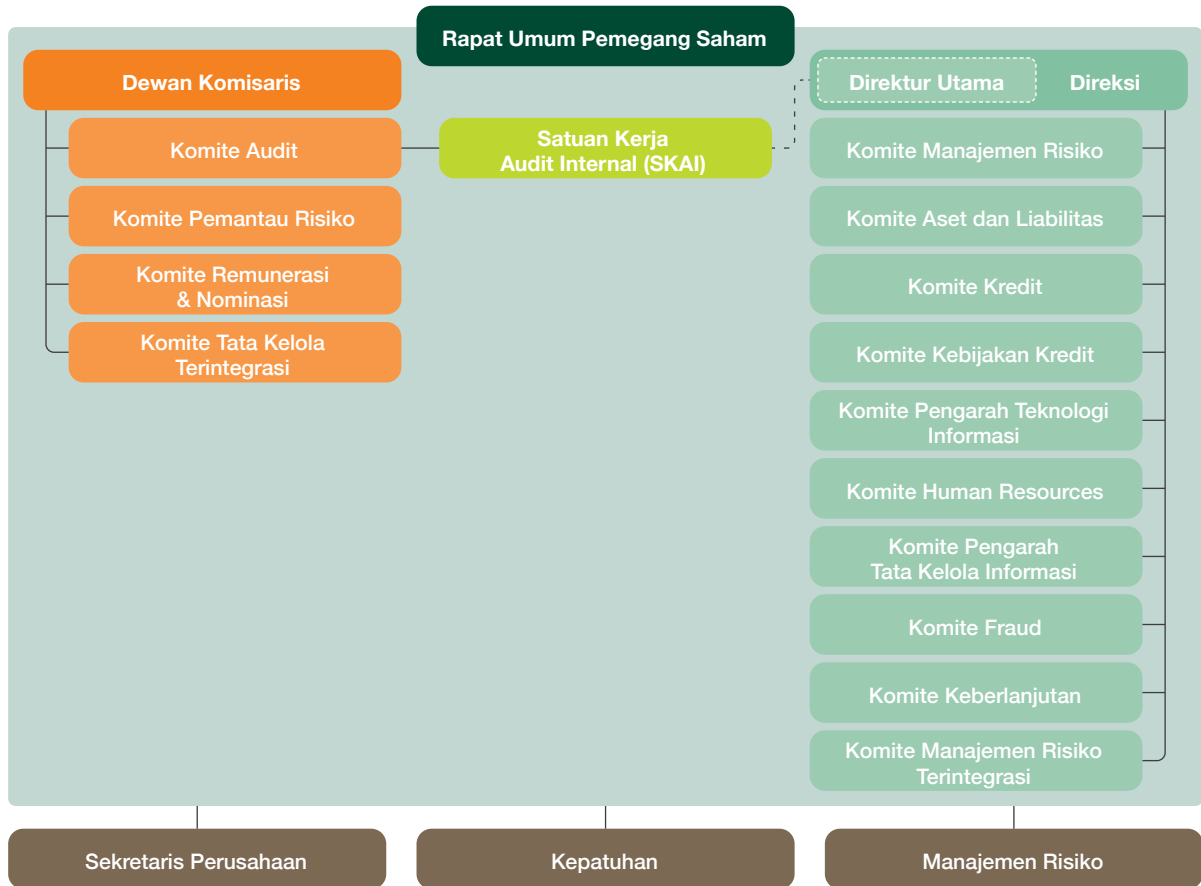 Rapat Umum Pemegang Saham
Dewan Komisaris
Komite Audit
Komite Pemantau Risiko
Komite Remunerasi
& Nominasi
Komite Tata Kelola
Terintegrasi
Satuan Kerja
Audit Internal (SKAI)
Direktur Utama
Direksi
Komite Manajemen Risiko
Komite Aset dan Liabilitas
Komite Kredit
Komite Kebijakan Kredit
Komite Pengarah Teknologi
Informasi
Komite Human Resources
Komite Pengarah
Tata Kelola Informasi
Komite Fraud
Komite Keberlanjutan
Komite Manajemen Risiko
Terintegrasi
Sekretaris Perusahaan
Kepatuhan
Manajemen Risiko